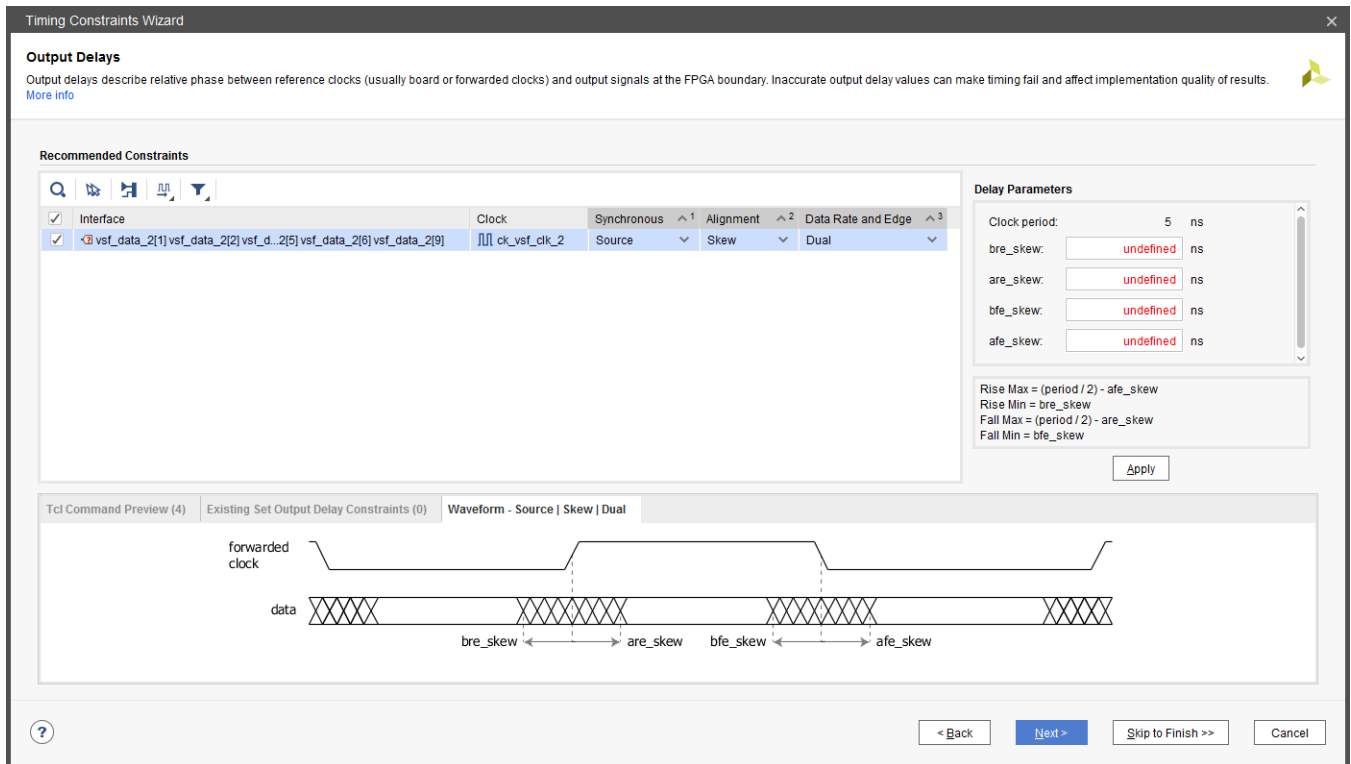 Timing Constraints Wizard
Output Delays
Output delays describe relative phase between reference clocks (usually board or forwarded clocks) and output signals at the FPGA boundary. Inaccurate output delay values can make timing fail and affect implementation quality of results.
More info
Recommended Constraints
Interface Clock Synchronous 1 Alignment 2 Data Rate and Edge 3
vsf_data_2[1] vsf_data_2[2] vsf_d...2[5] vsf_data_2[6] vsf_data_2[9] ck_vsf_clk_2 Source Skew Dual
Delay Parameters
Clock period: 5 ns
bre_skew: undefined ns
are_skew: undefined ns
bfe_skew: undefined ns
afe_skew: undefined ns
Rise Max = (period / 2) - afe_skew
Rise Min = bre_skew
Fall Max = (period / 2) - are_skew
Fall Min = bfe_skew
Apply
Tcl Command Preview (4) Existing Set Output Delay Constraints (0) Waveform - Source | Skew | Dual
forwarded
clock
data
bre_skew are_skew bfe_skew afe_skew
? < Back Next > Skip to Finish >> Cancel